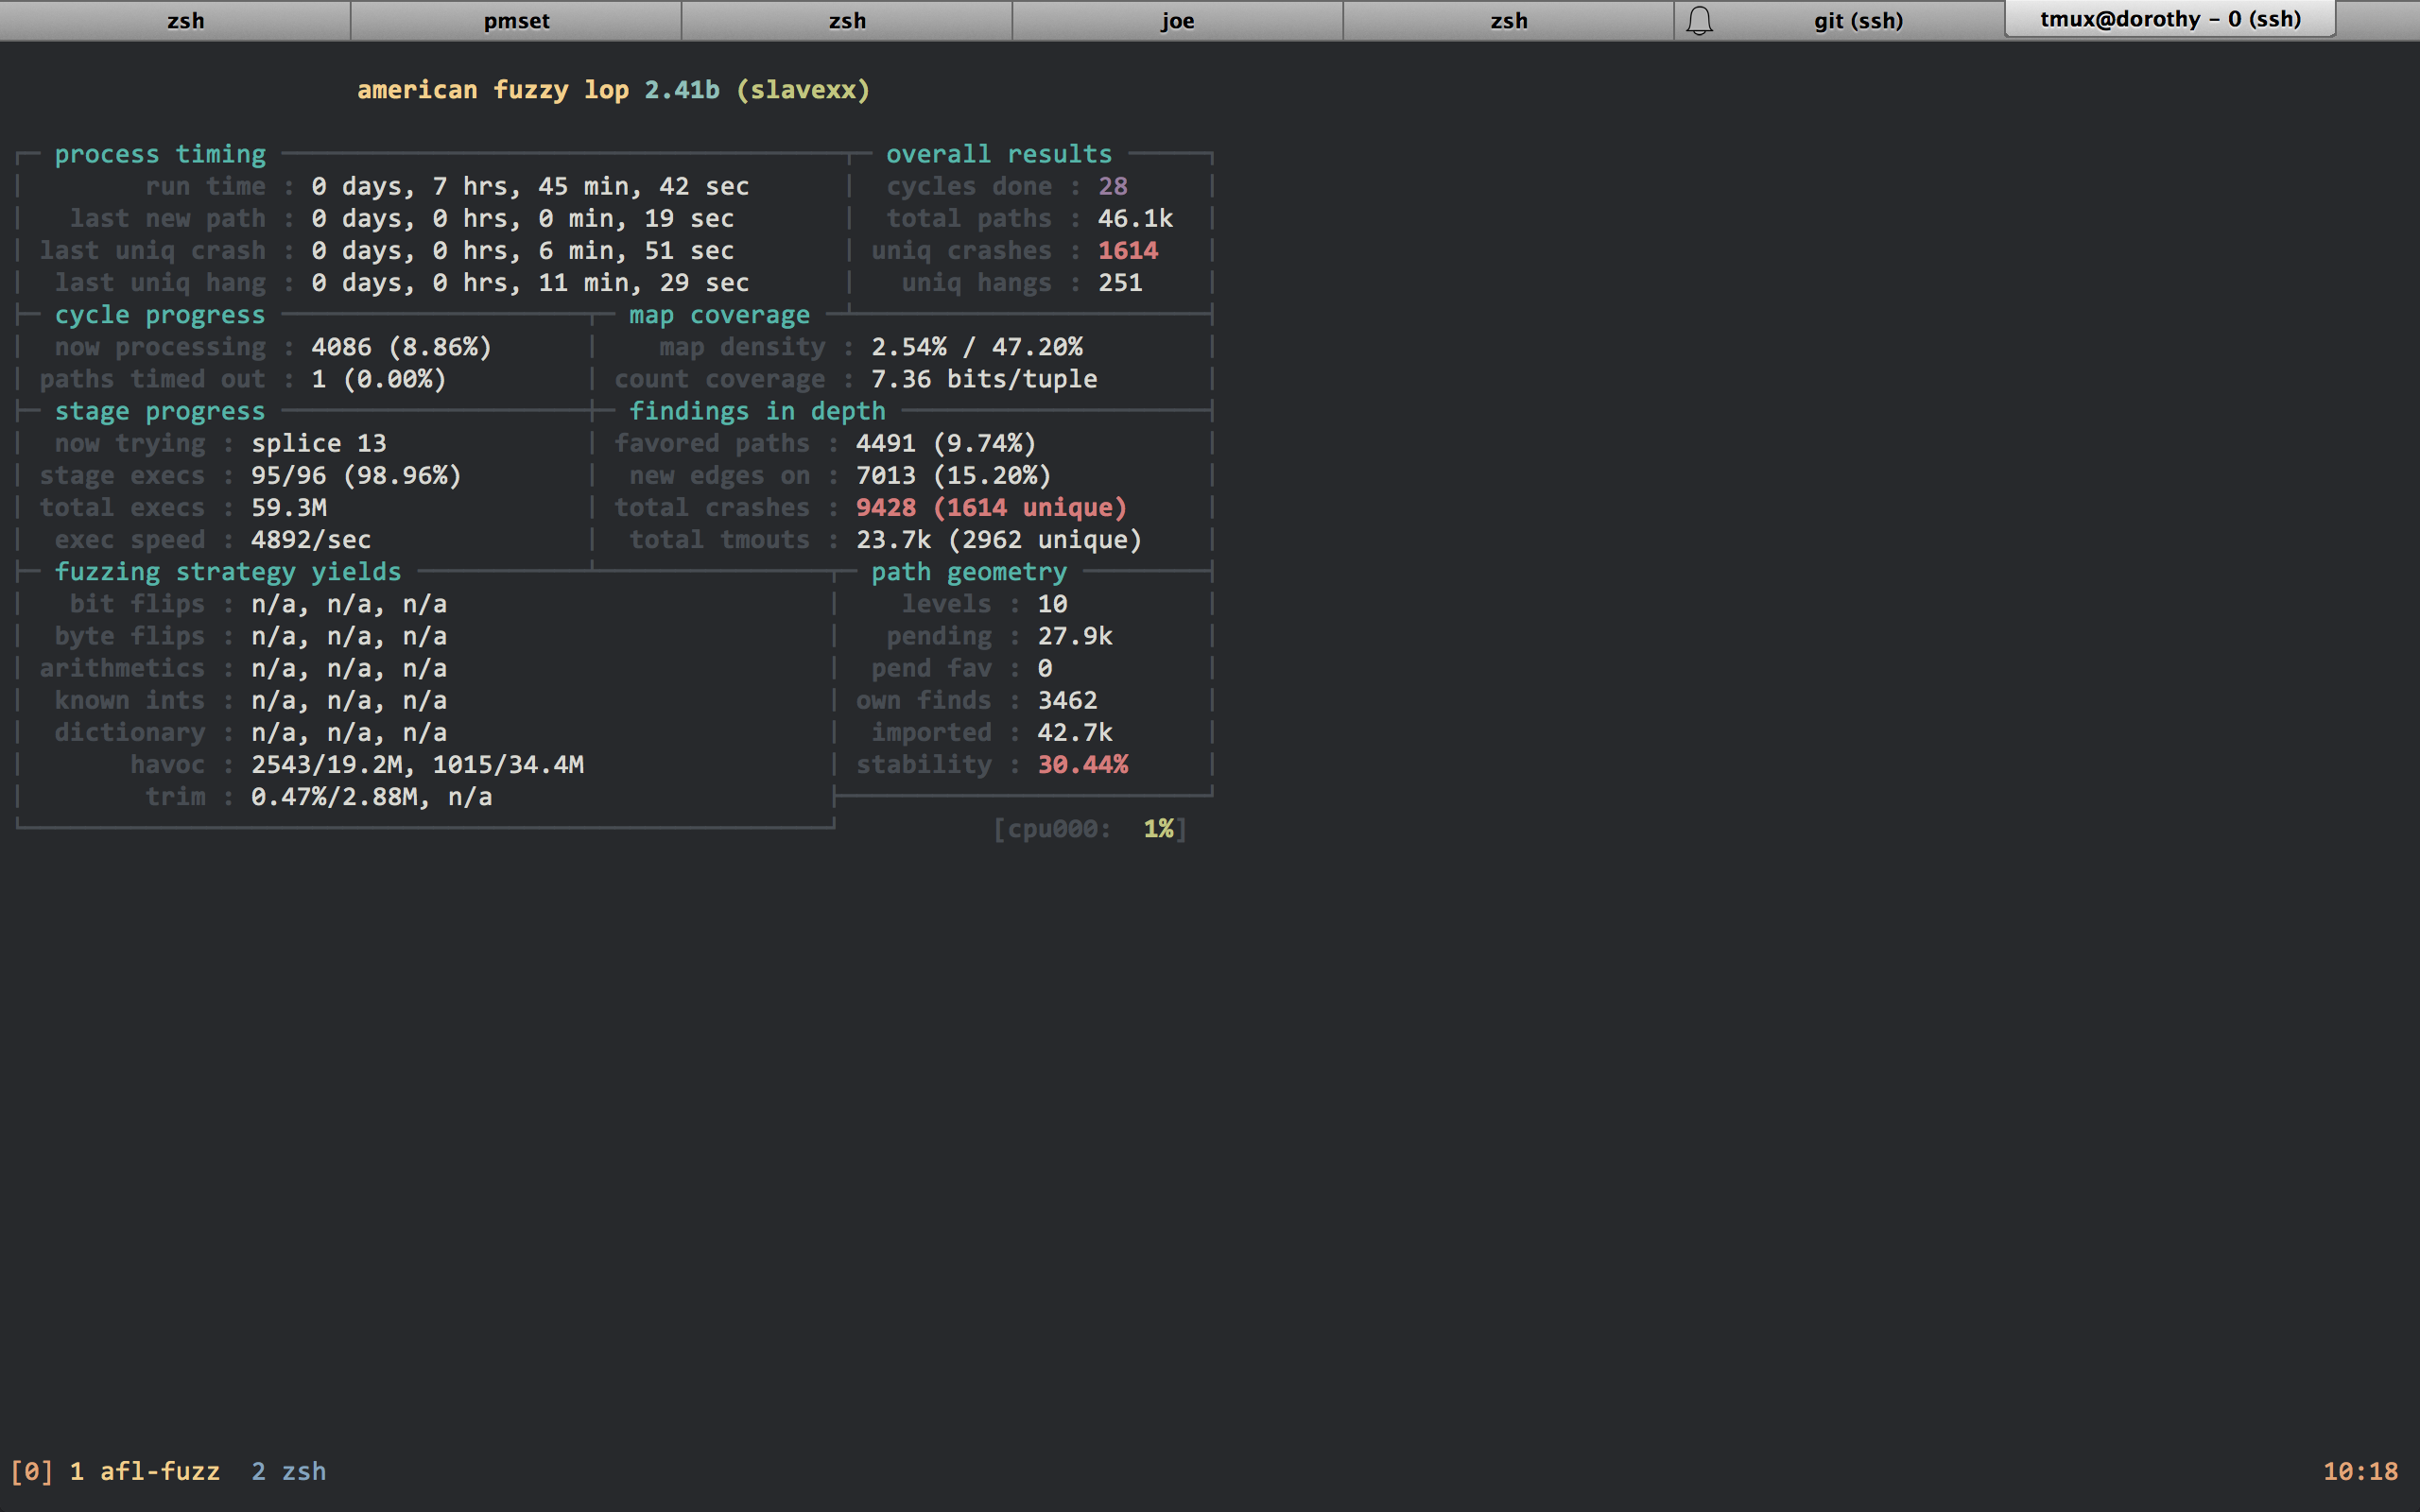 zsh pmset zsh joe zsh git (ssh) tmux@dorothy – 0 (ssh)
american fuzzy lop 2.41b (slavexx)
process timing overall results
run time : 0 days, 7 hrs, 45 min, 42 sec cycles done : 28
last new path : 0 days, 0 hrs, 0 min, 19 sec total paths : 46.1k
last uniq crash : 0 days, 0 hrs, 6 min, 51 sec uniq crashes : 1614
last uniq hang : 0 days, 0 hrs, 11 min, 29 sec uniq hangs : 251
cycle progress map coverage
now processing : 4086 (8.86%) map density : 2.54% / 47.20%
paths timed out : 1 (0.00%) count coverage : 7.36 bits/tuple
stage progress findings in depth
now trying : splice 13 favored paths : 4491 (9.74%)
stage execs : 95/96 (98.96%) new edges on : 7013 (15.20%)
total execs : 59.3M total crashes : 9428 (1614 unique)
exec speed : 4892/sec total tmouts : 23.7k (2962 unique)
fuzzing strategy yields path geometry
bit flips : n/a, n/a, n/a levels : 10
byte flips : n/a, n/a, n/a pending : 27.9k
arithmetics : n/a, n/a, n/a pend fav : 0
known ints : n/a, n/a, n/a own finds : 3462
dictionary : n/a, n/a, n/a imported : 42.7k
havoc : 2543/19.2M, 1015/34.4M stability : 30.44%
trim : 0.47%/2.88M, n/a
[cpu000: 1%]
[0] 1 afl-fuzz 2 zsh 10:18